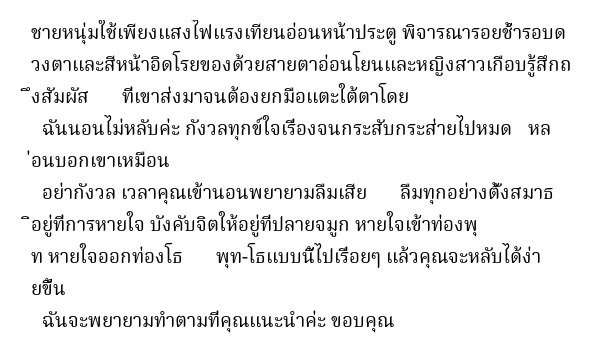 ชายหนุ่มใช้เพียงแสงไฟแรงเทียนอ่อนหน้าประตู พิจารณารอยช้ำรอบด
วงตาและสีหน้าอิดโรยของด้วยสายตาอ่อนโยนและหญิงสาวเกือบรู้สึกถ
ึงสัมผัส ที่เขาส่งมาจนต้องยกมือแตะใต้ตาโดย
ฉันนอนไม่หลับค่ะ กังวลทุกข์ใจเรื่องจนกระสับกระส่ายไปหมด หล
่อนบอกเขาเหมือน
อย่ากังวล เวลาคุณเข้านอนพยายามลืมเสีย ลืมทุกอย่างตั้งสมาธ
ิอยู่ที่การหายใจ บังคับจิตให้อยู่ที่ปลายจมูก หายใจเข้าท่องพุ
ท หายใจออกท่องโธ พุท-โธแบบนี้ไปเรื่อยๆ แล้วคุณจะหลับได้ง่า
ยขึ้น
ฉันจะพยายามทำตามที่คุณแนะนำค่ะ ขอบคุณ